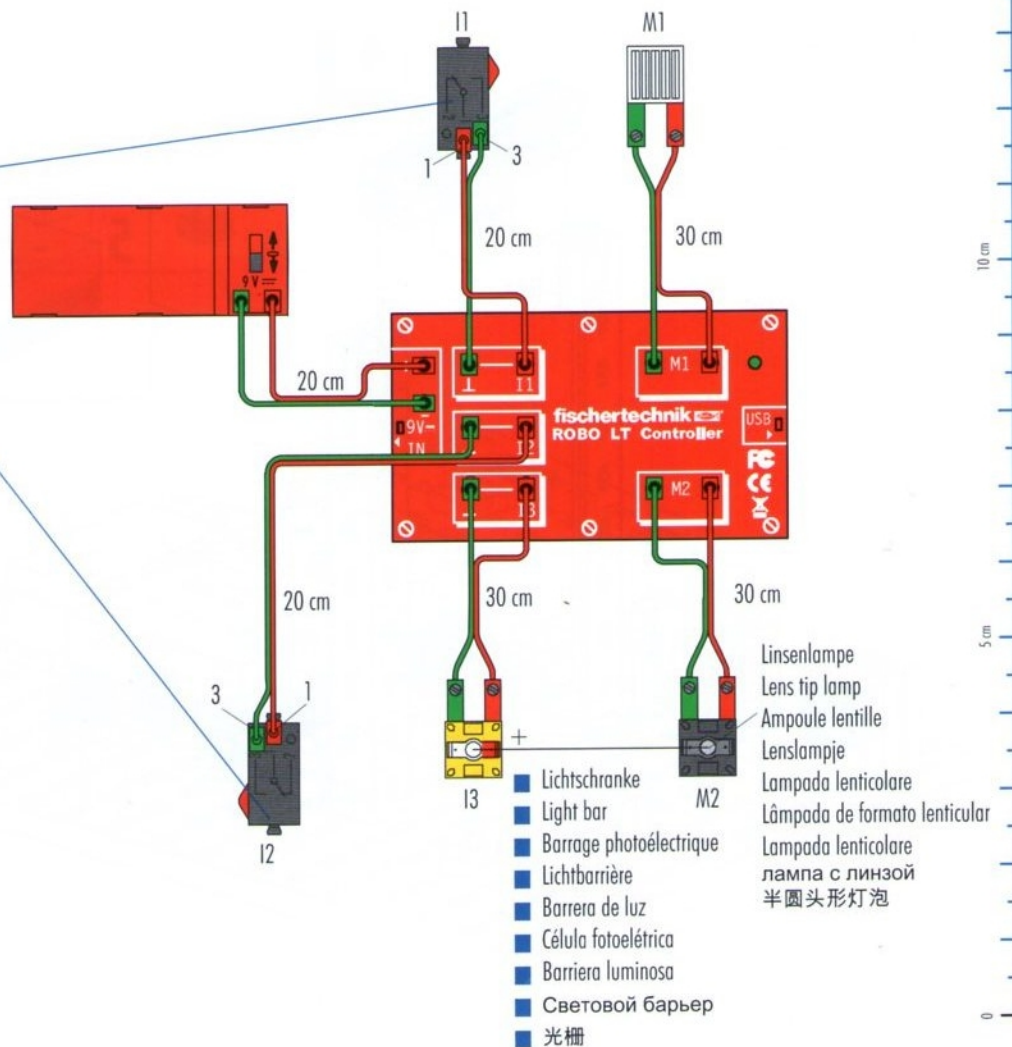 I1
M1
1
3
20 cm
30 cm
9V
20 cm
I1
M1
9V
IN
fischertechnik
ROBO LT Controller
USB
I2
FC
CE
I3
M2
20 cm
30 cm
30 cm
3
1
I2
+
I3
M2
Linsenlampe
Lens tip lamp
Ampoule lentille
Lenslampje
Lampada lenticolare
Lâmpada de formato lenticular
Lampada lenticolare
лампа с линзой
半圆头形灯泡
Lichtschranke
Light bar
Barrage photoélectrique
Lichtbarrière
Barrera de luz
Célula fotoelétrica
Barriera luminosa
Световой барьер
光栅
10 cm
5 cm
0